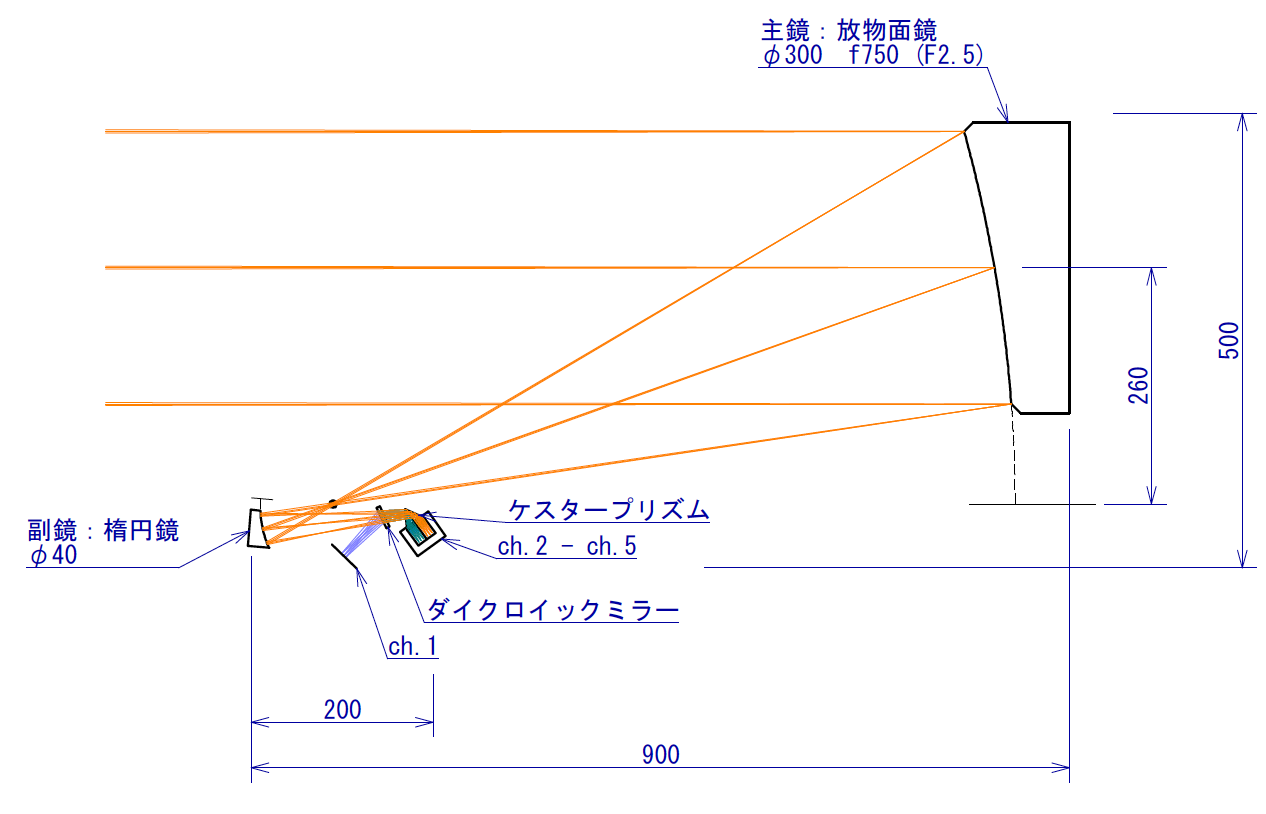 主鏡：放物面鏡
φ300 f750 (F2.5)
500
260
ケスタープリズム
副鏡：楕円鏡
φ40
ch.2 - ch.5
ダイクロイックミラー
ch.1
200
900